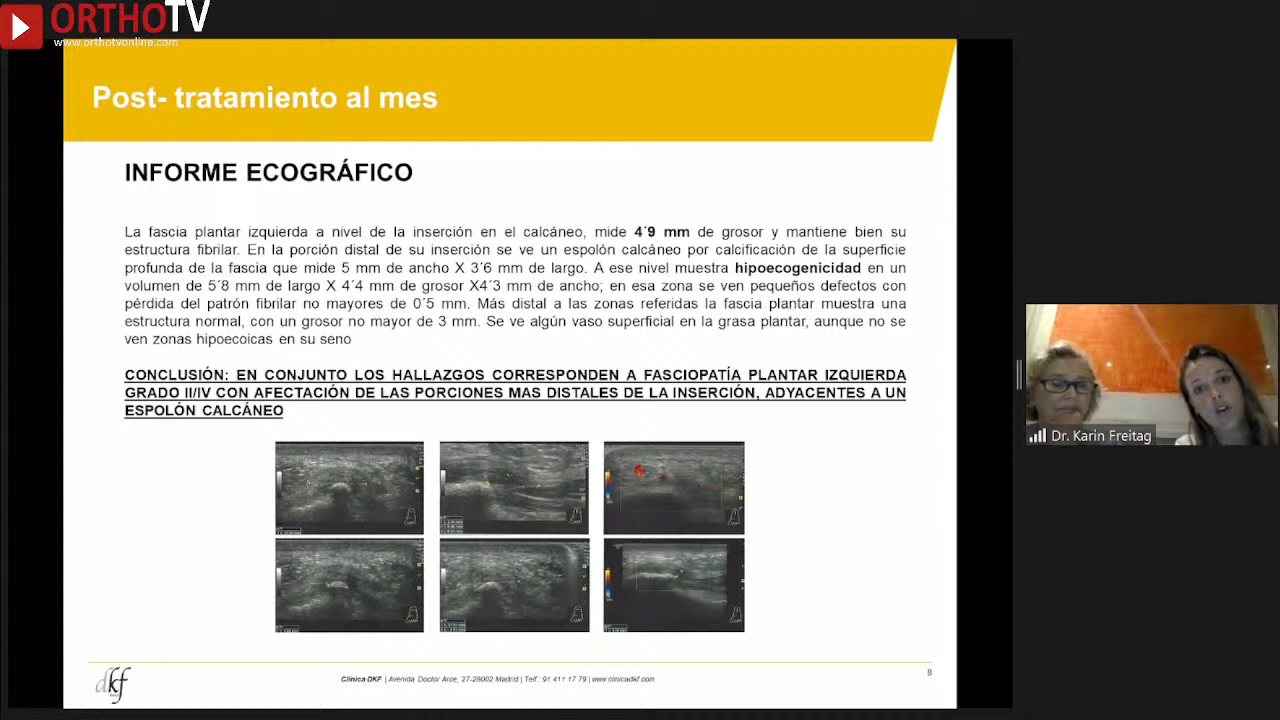 ORTHOTV
www.orthotvonline.com
Post- tratamiento al mes
INFORME ECOGRÁFICO
La fascia plantar izquierda a nivel de la inserción en el calcáneo, mide 4´9 mm de grosor y mantiene bien su
estructura fibrilar. En la porción distal de su inserción se ve un espolón calcáneo por calcificación de la superficie
profunda de la fascia que mide 5 mm de ancho X 3´6 mm de largo. A ese nivel muestra hipoecogenicidad en un
volumen de 5´8 mm de largo X 4´4 mm de grosor X4´3 mm de ancho; en esa zona se ven pequeños defectos con
pérdida del patrón fibrilar no mayores de 0´5 mm. Más distal a las zonas referidas la fascia plantar muestra una
estructura normal, con un grosor no mayor de 3 mm. Se ve algún vaso superficial en la grasa plantar, aunque no se
ven zonas hipoecoicas en su seno
CONCLUSIÓN: EN CONJUNTO LOS HALLAZGOS CORRESPONDEN A FASCIOPATÍA PLANTAR IZQUIERDA
GRADO II/IV CON AFECTACIÓN DE LAS PORCIONES MAS DISTALES DE LA INSERCIÓN, ADYACENTES A UN
ESPOLÓN CALCÁNEO
Dr. Karin Freitag
dkf
Clínica DKF | Avenida Doctor Arce, 27-28002 Madrid | Telf.: 91 411 17 79 | www.clinicadkf.com
8